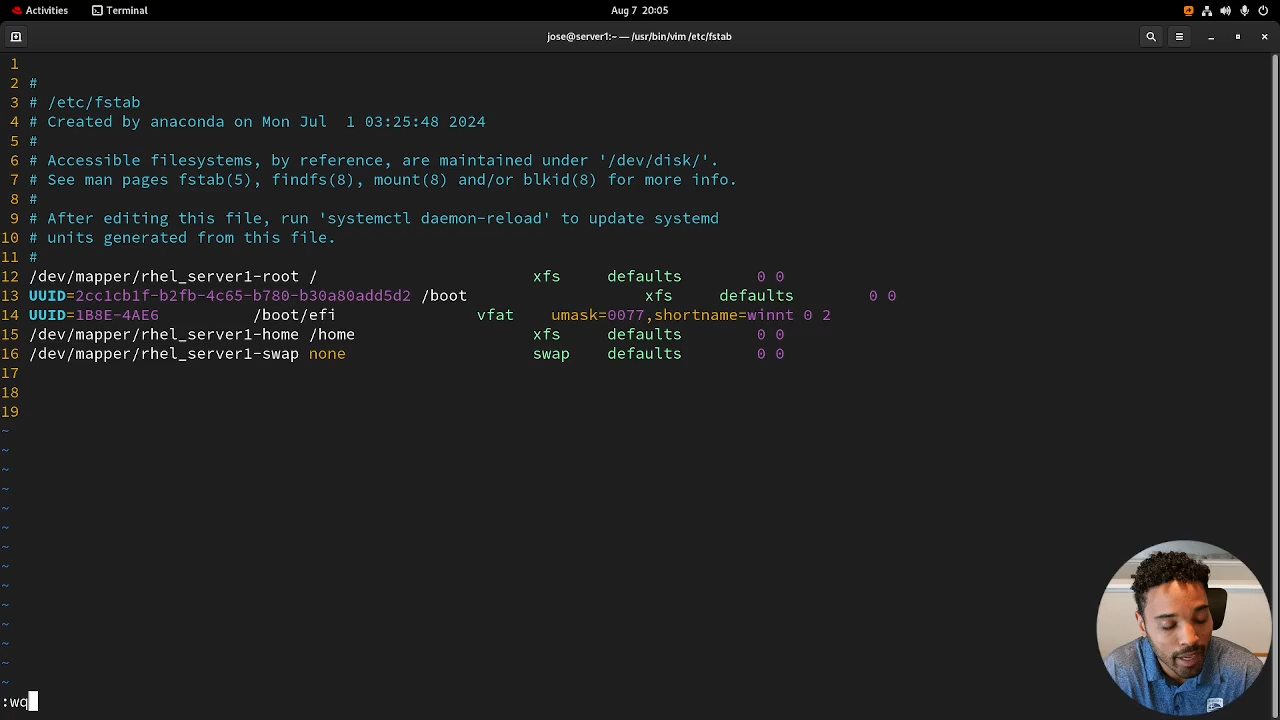 Activities Terminal Aug 7 20:05
jose@server1:~ — /usr/bin/vim /etc/fstab
1
2 #
3 # /etc/fstab
4 # Created by anaconda on Mon Jul  1 03:25:48 2024
5 #
6 # Accessible filesystems, by reference, are maintained under '/dev/disk/'.
7 # See man pages fstab(5), findfs(8), mount(8) and/or blkid(8) for more info.
8 #
9 # After editing this file, run 'systemctl daemon-reload' to update systemd
10 # units generated from this file.
11 #
12 /dev/mapper/rhel_server1-root / xfs defaults 0 0
13 UUID=2cc1cb1f-b2fb-4c65-b780-b30a80add5d2 /boot xfs defaults 0 0
14 UUID=1B8E-4AE6 /boot/efi vfat umask=0077,shortname=winnt 0 2
15 /dev/mapper/rhel_server1-home /home xfs defaults 0 0
16 /dev/mapper/rhel_server1-swap none swap defaults 0 0
17
18
19
~
~
~
~
~
~
~
~
~
~
~
~
~
~
:wq